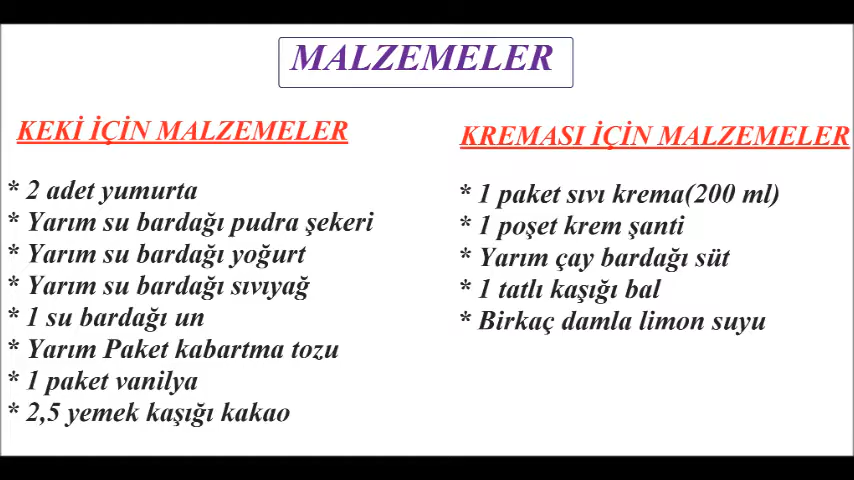 MALZEMELER
KEKİ İÇİN MALZEMELER
* 2 adet yumurta
* Yarım su bardağı pudra şekeri
* Yarım su bardağı yoğurt
* Yarım su bardağı sıvıyağ
* 1 su bardağı un
* Yarım Paket kabartma tozu
* 1 paket vanilya
* 2,5 yemek kaşığı kakao
KREMASI İÇİN MALZEMELER
* 1 paket sıvı krema(200 ml)
* 1 poşet krem şanti
* Yarım çay bardağı süt
* 1 tatlı kaşığı bal
* Birkaç damla limon suyu